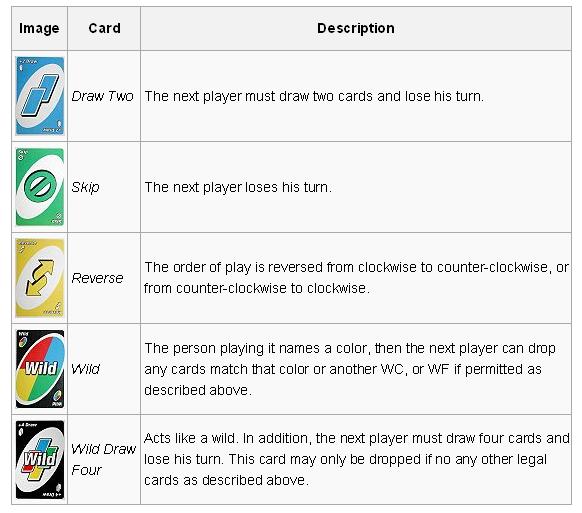 Image Card Description
+2 Draw
Draw Two The next player must draw two cards and lose his turn.
Skip
Skip The next player loses his turn.
Reverse The order of play is reversed from clockwise to counter-clockwise, or
from counter-clockwise to clockwise.
Wild
Wild
Wild The person playing it names a color, then the next player can drop
any cards match that color or another WC, or WF if permitted as
described above.
+4 Draw
Wild
Wild Draw
Four
Acts like a wild. In addition, the next player must draw four cards and
lose his turn. This card may only be dropped if no any other legal
cards as described above.